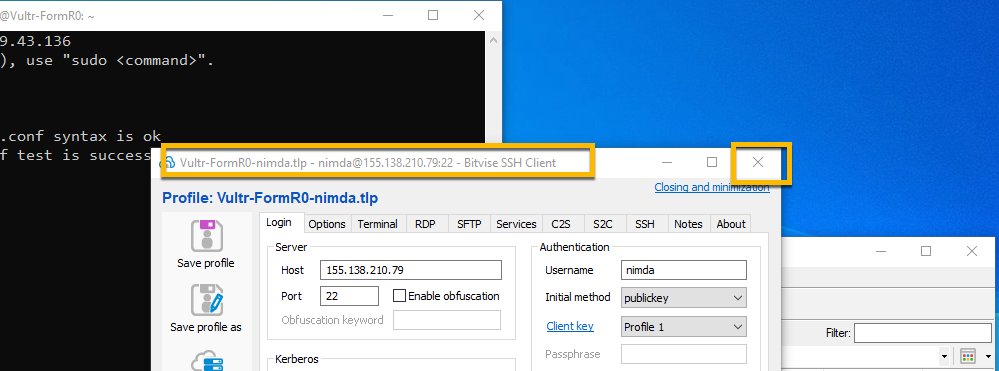 @Vultr-FormR0: ~
9.43.136
), use "sudo <command>".
.conf syntax is ok
f test is success
Vultr-FormR0-nimda.tlp - nimda@155.138.210.79:22 - Bitvise SSH Client
Closing and minimization
Profile: Vultr-FormR0-nimda.tlp
Login Options Terminal RDP SFTP Services C2S S2C SSH Notes About
Save profile
Save profile as
Server
Host 155.138.210.79
Port 22 Enable obfuscation
Obfuscation keyword
Kerberos
Authentication
Username nimda
Initial method publickey
Client key Profile 1
Passphrase
Filter: